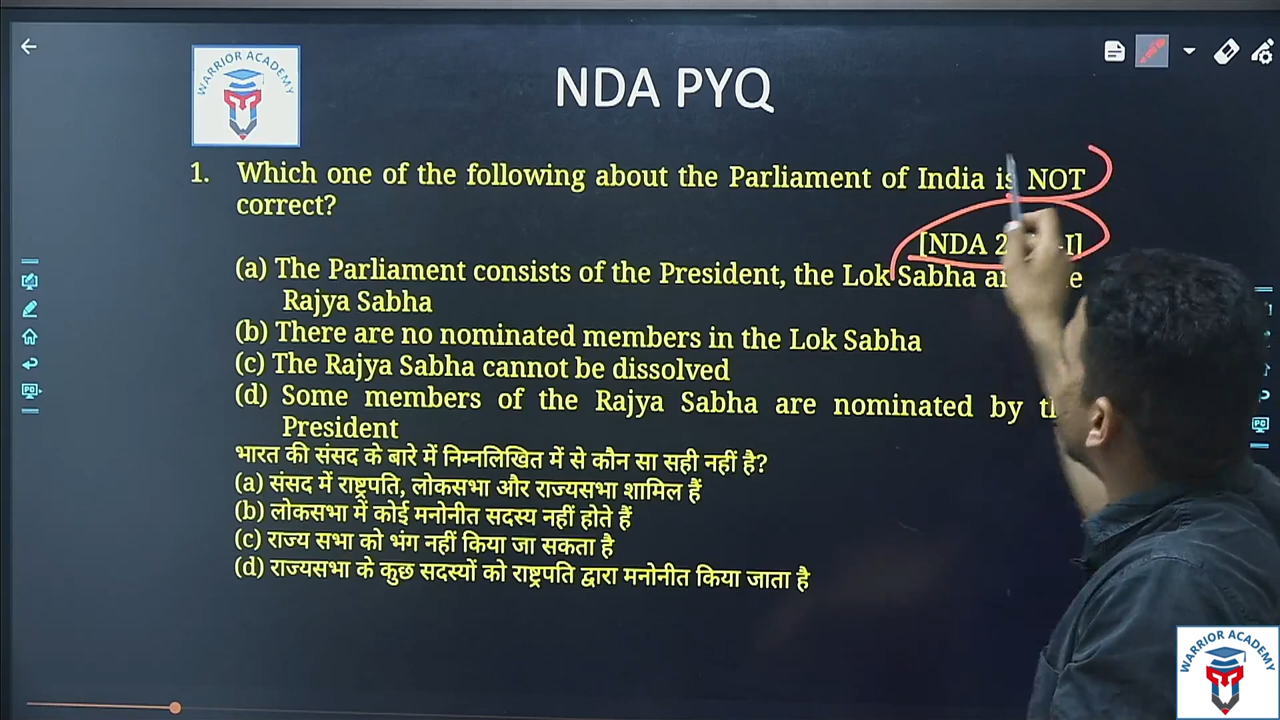 WARRIOR ACADEMY
NDA PYQ
1. Which one of the following about the Parliament of India is NOT
correct?
[NDA 2 -I]
(a) The Parliament consists of the President, the Lok Sabha
Rajya Sabha
(b) There are no nominated members in the Lok Sabha
(c) The Rajya Sabha cannot be dissolved
(d) Some members of the Rajya Sabha are nominated by
President
भारत की संसद के बारे में निम्नलिखित में से कौन सा सही नहीं है?
(a) संसद में राष्ट्रपति, लोकसभा और राज्यसभा शामिल हैं
(b) लोकसभा में कोई मनोनीत सदस्य नहीं होते हैं
(c) राज्य सभा को भंग नहीं किया जा सकता है
(d) राज्यसभा के कुछ सदस्यों को राष्ट्रपति द्वारा मनोनीत किया जाता है
WARRIOR ACADEMY